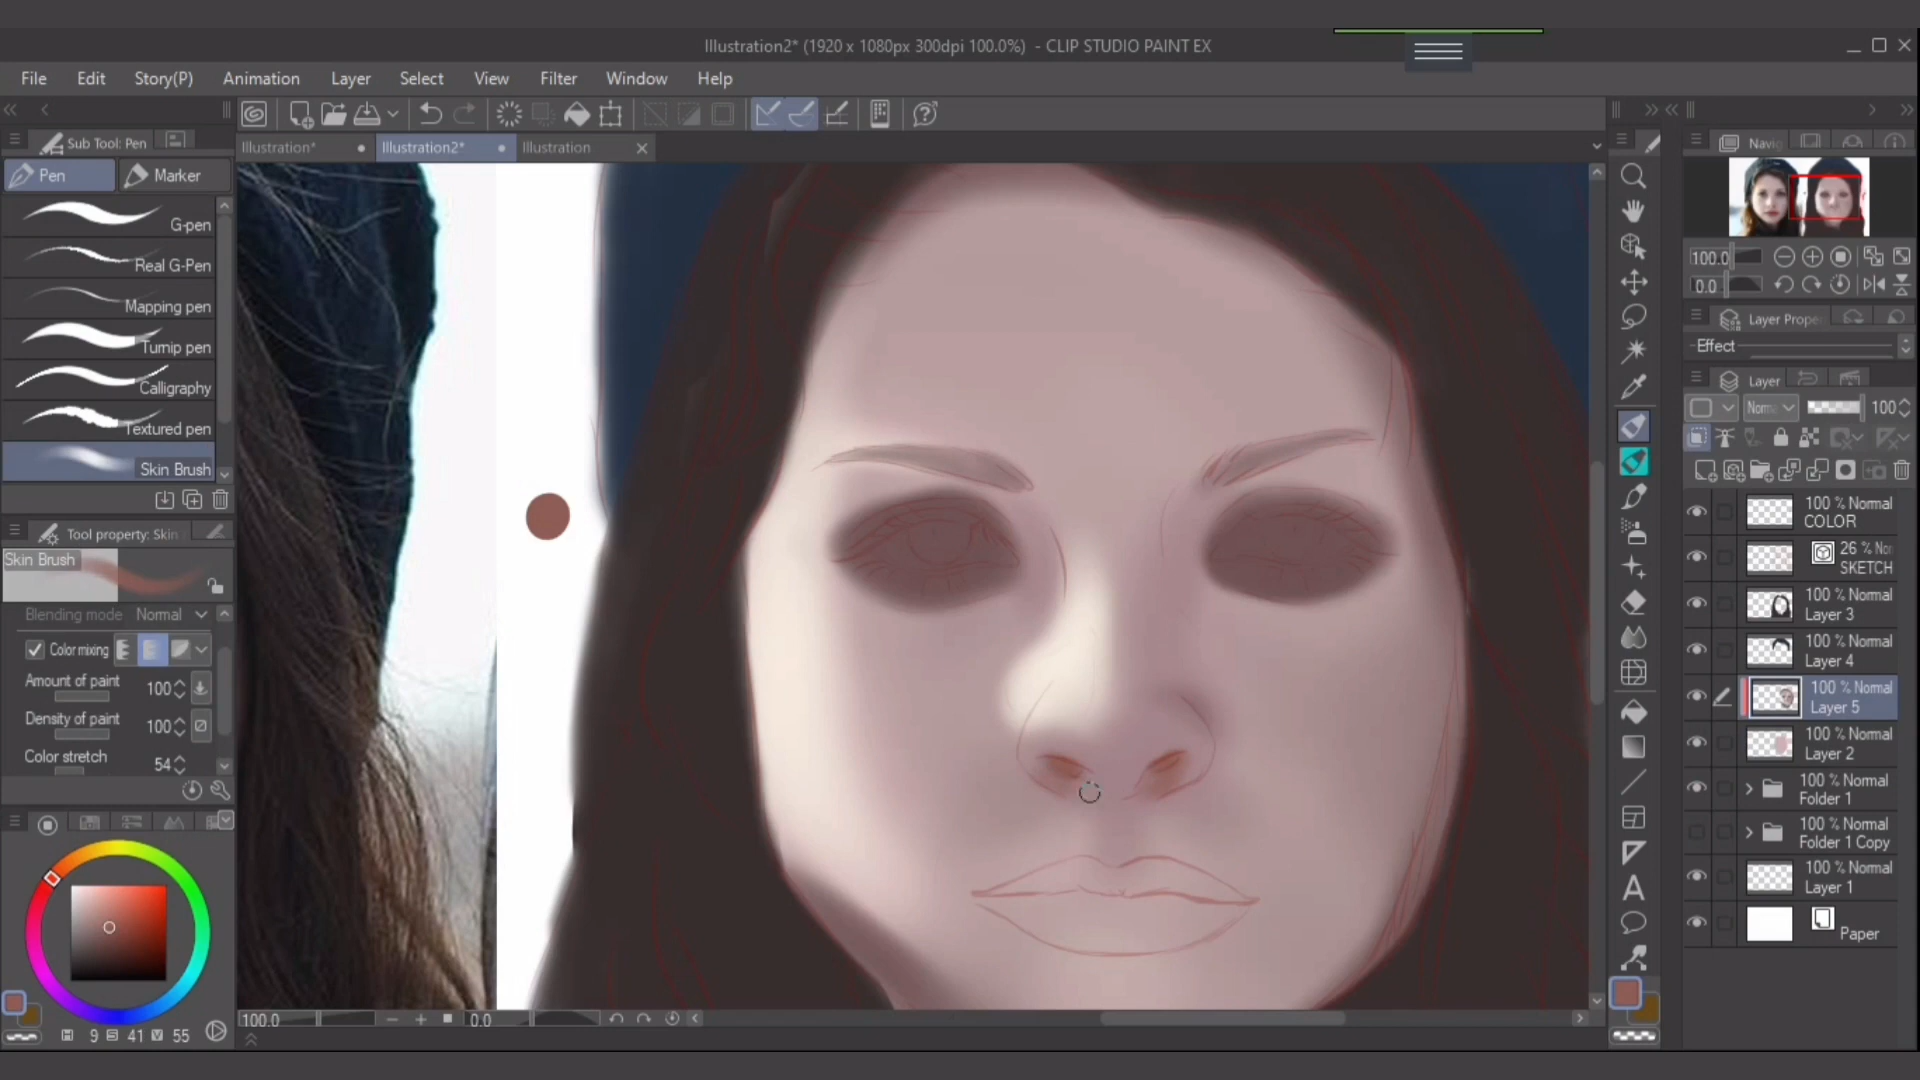 Illustration2* (1920 x 1080px 300dpi 100.0%) - CLIP STUDIO PAINT EX
File Edit Story(P) Animation Layer Select View Filter Window Help
Sub Tool: Pen
Illustration* Illustration2* Illustration
Pen Marker
G-pen
Real G-Pen
Mapping pen
Turnip pen
Calligraphy
Textured pen
Skin Brush
Tool property: Skin
Skin Brush
Blending mode Normal
Color mixing
Amount of paint 100
Density of paint 100
Color stretch 54
H 9 S 41 V 55
100.0 0.0
Navig
100.0
0.0
Layer Prope
Effect
Layer
Norm 100
100 % Normal
COLOR
26 % No
SKETCH
100 % Normal
Layer 3
100 % Normal
Layer 4
100 % Normal
Layer 5
100 % Normal
Layer 2
100 % Normal
Folder 1
100 % Normal
Folder 1 Copy
100 % Normal
Layer 1
Paper